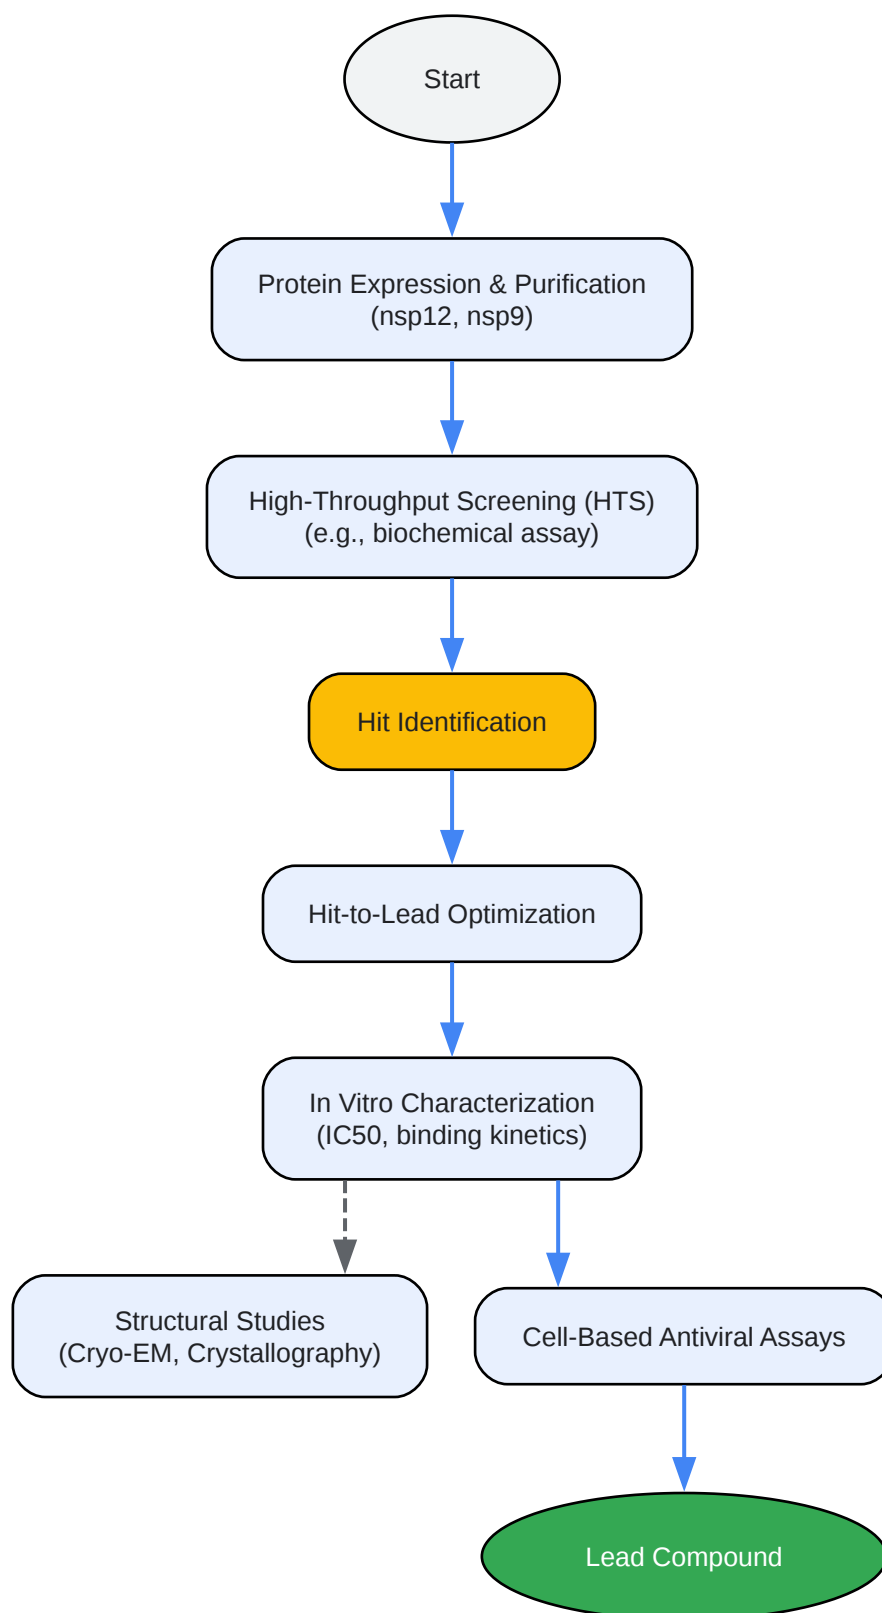 Start
Protein Expression & Purification
(nsp12, nsp9)
High-Throughput Screening (HTS)
(e.g., biochemical assay)
Hit Identification
Hit-to-Lead Optimization
In Vitro Characterization
(IC50, binding kinetics)
Structural Studies
(Cryo-EM, Crystallography)
Cell-Based Antiviral Assays
Lead Compound